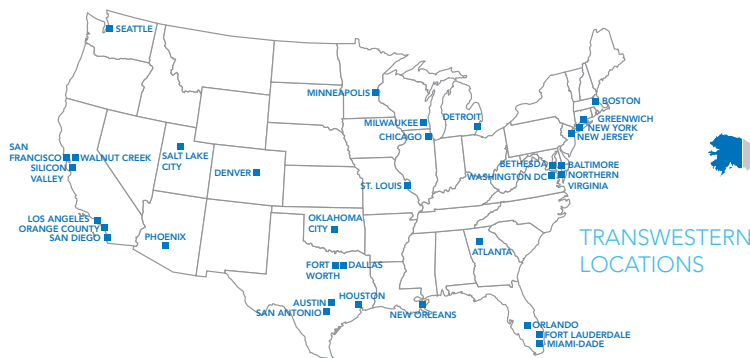 SEATTLE
MINNEAPOLIS
BOSTON
MILWAUKEE
DETROIT
GREENWICH
NEW YORK
CHICAGO
NEW JERSEY
SAN
FRANCISCO
WALNUT CREEK
SILICON
VALLEY
SALT LAKE
CITY
DENVER
ST. LOUIS
BETHESDA
BALTIMORE
WASHINGTON DC
NORTHERN
VIRGINIA
LOS ANGELES
ORANGE COUNTY
SAN DIEGO
PHOENIX
OKLAHOMA
CITY
ATLANTA
TRANSWESTERN
LOCATIONS
FORT
WORTH
DALLAS
AUSTIN
HOUSTON
SAN ANTONIO
NEW ORLEANS
ORLANDO
FORT LAUDERDALE
MIAMI-DADE